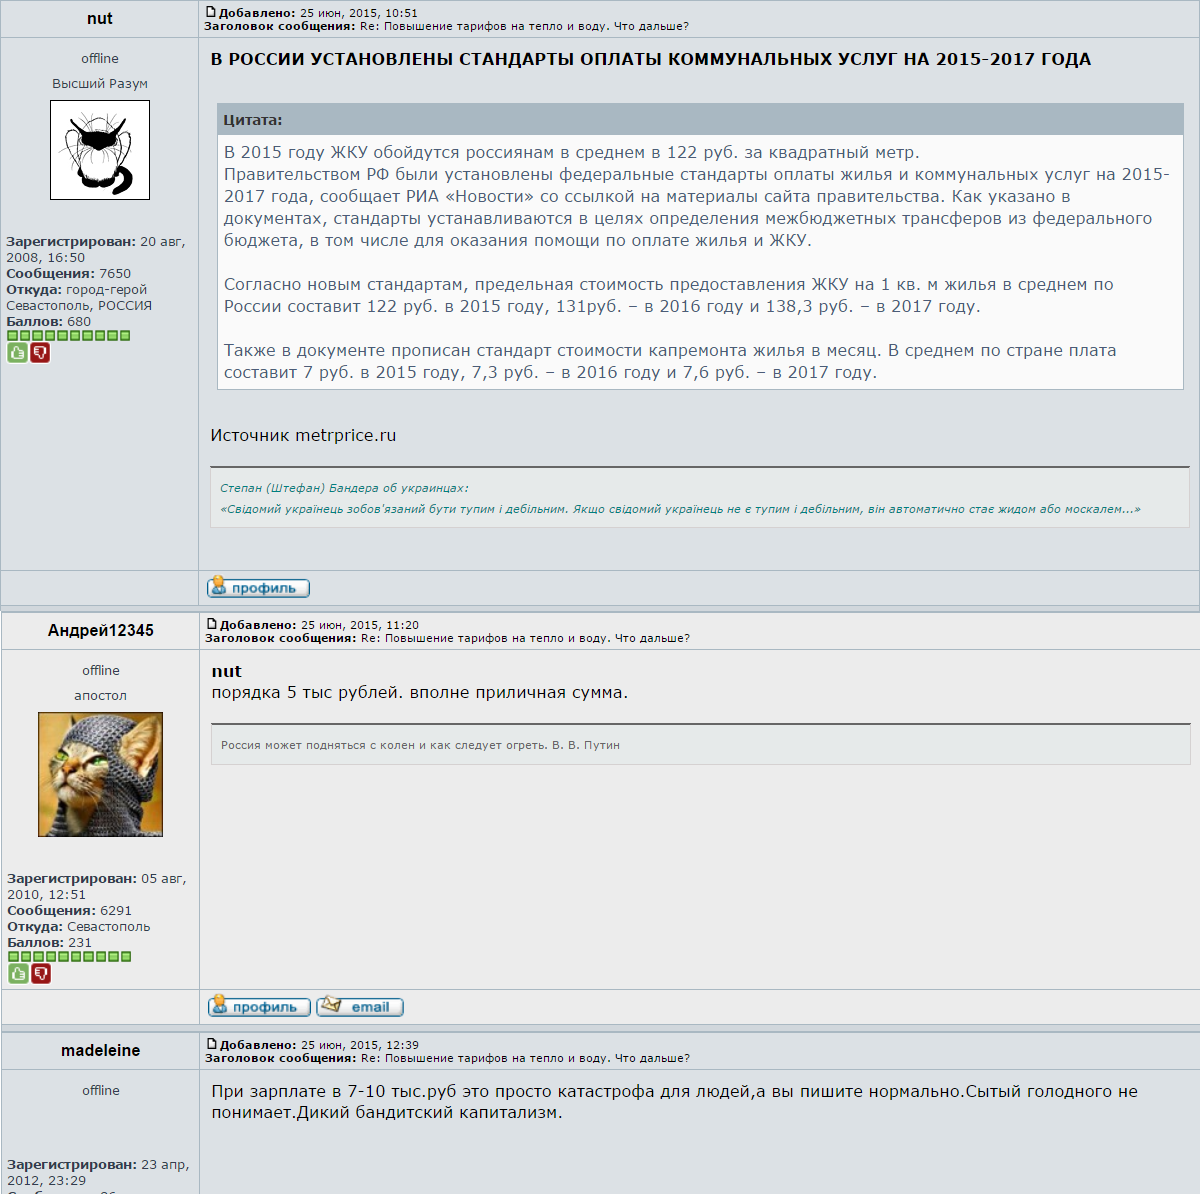 nut
Добавлено: 25 июн, 2015, 10:51
Заголовок сообщения: Re: Повышение тарифов на тепло и воду. Что дальше?
offline
Высший Разум
Зарегистрирован: 20 авг,
2008, 16:50
Сообщения: 7650
Откуда: город-герой
Севастополь, РОССИЯ
Баллов: 680
В РОССИИ УСТАНОВЛЕНЫ СТАНДАРТЫ ОПЛАТЫ КОММУНАЛЬНЫХ УСЛУГ НА 2015-2017 ГОДА
Цитата:
В 2015 году ЖКУ обойдутся россиянам в среднем в 122 руб. за квадратный метр.
Правительством РФ были установлены федеральные стандарты оплаты жилья и коммунальных услуг на 2015-
2017 года, сообщает РИА «Новости» со ссылкой на материалы сайта правительства. Как указано в
документах, стандарты устанавливаются в целях определения межбюджетных трансферов из федерального
бюджета, в том числе для оказания помощи по оплате жилья и ЖКУ.
Согласно новым стандартам, предельная стоимость предоставления ЖКУ на 1 кв. м жилья в среднем по
России составит 122 руб. в 2015 году, 131руб. – в 2016 году и 138,3 руб. – в 2017 году.
Также в документе прописан стандарт стоимости капремонта жилья в месяц. В среднем по стране плата
составит 7 руб. в 2015 году, 7,3 руб. – в 2016 году и 7,6 руб. – в 2017 году.
Источник metrprice.ru
Степан (Штефан) Бандера об украинцах:
«Свідомий українець зобов'язаний бути тупим і дебільним. Якщо свідомий українець не є тупим і дебільним, він автоматично стає жидом або москалем...»
профиль
Андрей12345
Добавлено: 25 июн, 2015, 11:20
Заголовок сообщения: Re: Повышение тарифов на тепло и воду. Что дальше?
offline
апостол
Зарегистрирован: 05 авг,
2010, 12:51
Сообщения: 6291
Откуда: Севастополь
Баллов: 231
nut
порядка 5 тыс рублей. вполне приличная сумма.
Россия может подняться с колен и как следует огреть. В. В. Путин
профиль email
madeleine
Добавлено: 25 июн, 2015, 12:39
Заголовок сообщения: Re: Повышение тарифов на тепло и воду. Что дальше?
offline
Зарегистрирован: 23 апр,
2012, 23:29
При зарплате в 7-10 тыс.руб это просто катастрофа для людей,а вы пишите нормально.Сытый голодного не
понимает.Дикий бандитский капитализм.